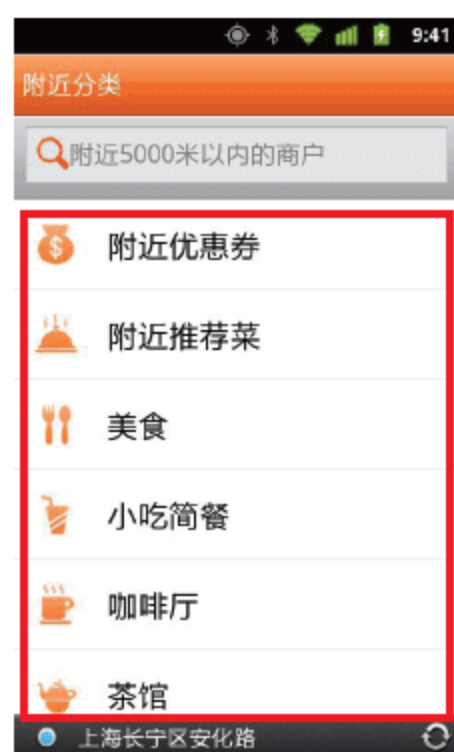 9:41
附近分类
附近5000米以内的商户
附近优惠券
附近推荐菜
美食
小吃简餐
咖啡厅
茶馆
上海长宁区安化路